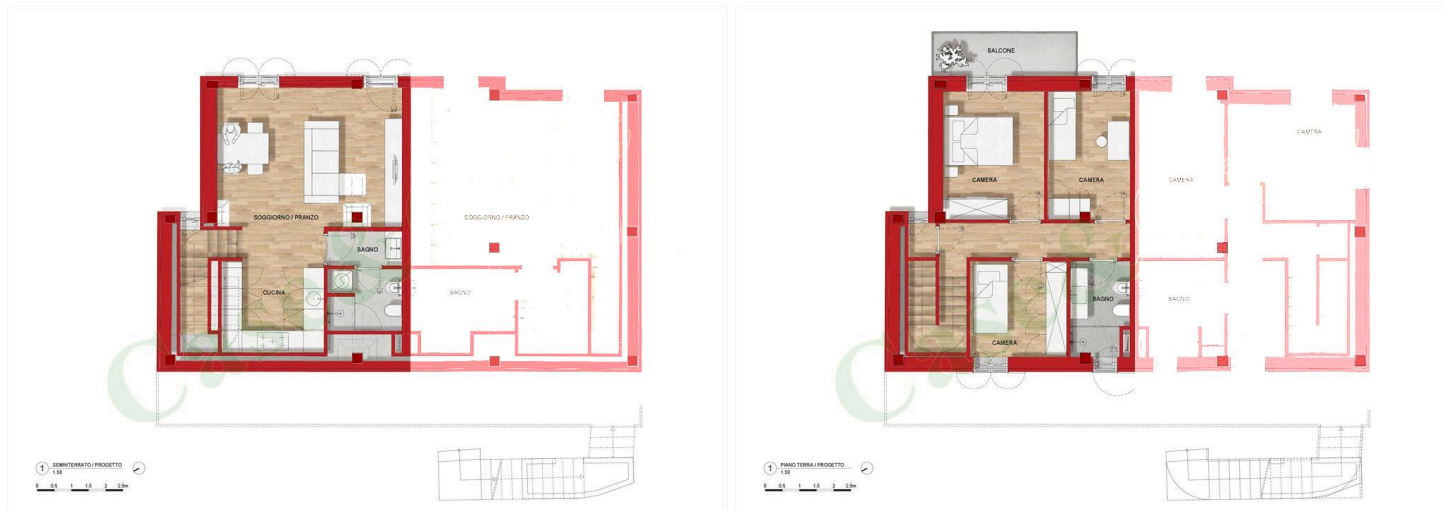 SOGGIORNO / PRANZO
SOGGIORNO / PRANZO
BAGNO
CUCINA
BAGNO
1
SEMINTERRATO / PROGETTO
1:50
0 0.5 1 1.5 2 2.5m
BALCONE
CAMERA
CAMERA
CAMERA
CAMERA
BAGNO
BAGNO
CAMERA
1
PIANO TERRA / PROGETTO
1:50
0 0.5 1 1.5 2 2.5m